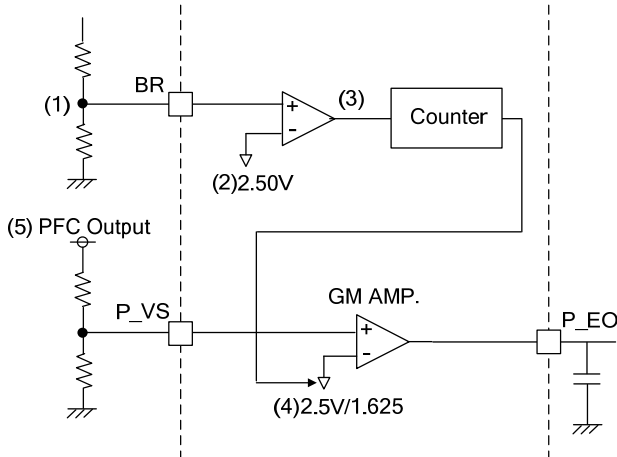 BR
(1)
+
-
(3)
Counter
(2)2.50V
(5) PFC Output
P_VS
GM AMP.
+
-
P_EO
(4)2.5V/1.625